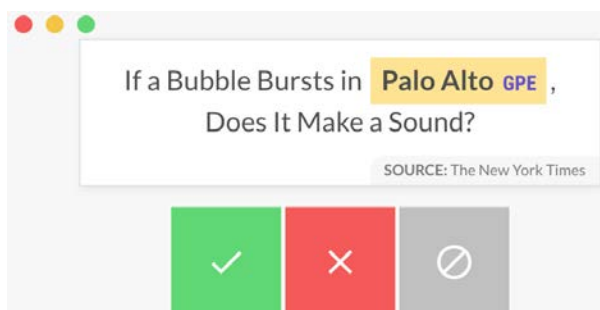 If a Bubble Bursts in Palo Alto GPE ,
Does It Make a Sound?
SOURCE: The New York Times